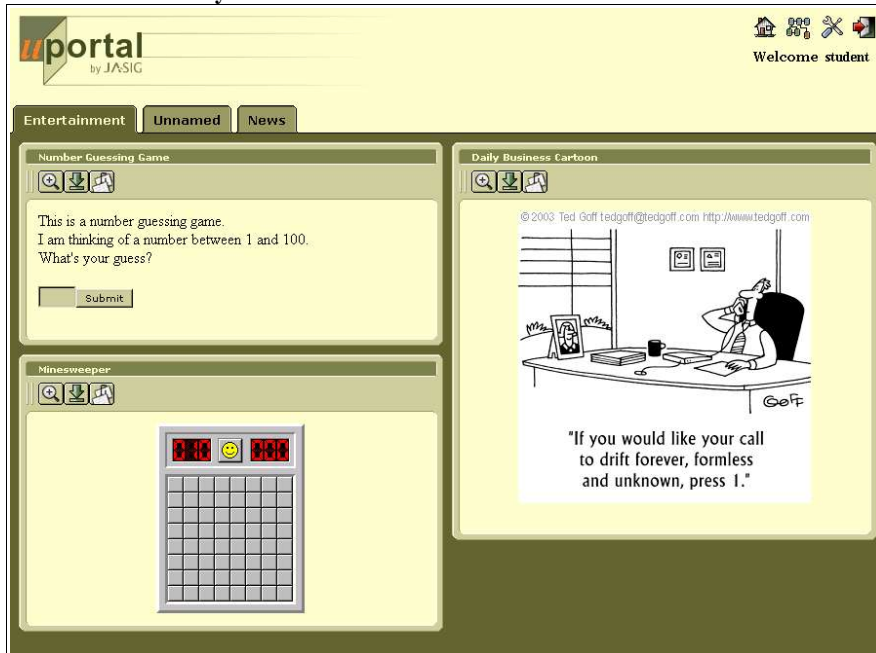 uportal
by JA-SIG
Welcome student
Entertainment
Unnamed
News
Number Guessing Game
This is a number guessing game.
I am thinking of a number between 1 and 100.
What's your guess?
Submit
Minesweeper
010
000
Daily Business Cartoon
© 2003 Ted Goff tedgoff@tedgoff.com http://www.tedgoff.com
GOFF
"If you would like your call
to drift forever, formless
and unknown, press 1."